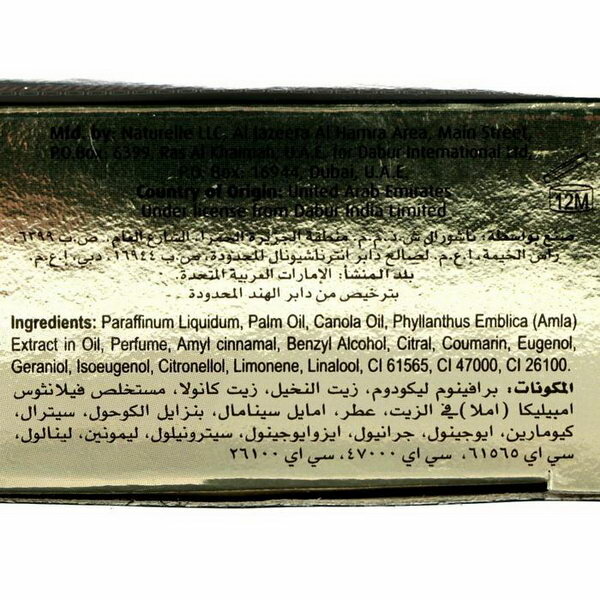 Mfd. by: Naturelle LLC, Al Jazeera Al Hamra Area, Main Street,
P.O.Box: 6399, Ras Al Khaimah, U.A.E. for Dabur International Ltd,
P.O. Box: 16944, Dubai, U.A.E.
Country of Origin: United Arab Emirates
Under license from Dabur India Limited
12M
صنع بواسطة: ناتورال ش.ذ.م.م. منطقة الجزيرة الحمرا، الشارع العام، ص.ب ٦٣٩٩،
رأس الخيمة، ا.ع.م. لصالح دابر انترناشيونال المحدودة، ص.ب ١٦٩٤٤، دبي، ا.ع.م.
بلد المنشأ: الامارات العربية المتحدة.
بترخيص من دابر الهند المحدودة
Ingredients: Paraffinum Liquidum, Palm Oil, Canola Oil, Phyllanthus Emblica (Amla)
Extract in Oil, Perfume, Amyl cinnamal, Benzyl Alcohol, Citral, Coumarin, Eugenol,
Geraniol, Isoeugenol, Citronellol, Limonene, Linalool, CI 61565, CI 47000, CI 26100.
المكونات: برافينوم ليكودوم، زيت النخيل، زيت كانولا، مستخلص فيلانثوس
امبيليكا (املا) في الزيت، عطر، امايل سينامال، بنزايل الكوحول، سيترال،
كيومارين، ايوجينول، جرانيول، ايزوايوجينول، سيترونيلول، ليمونين، لينالول،
سي اي ٦١٥٦٥، سي اي ٤٧٠٠٠، سي اي ٢٦١٠٠